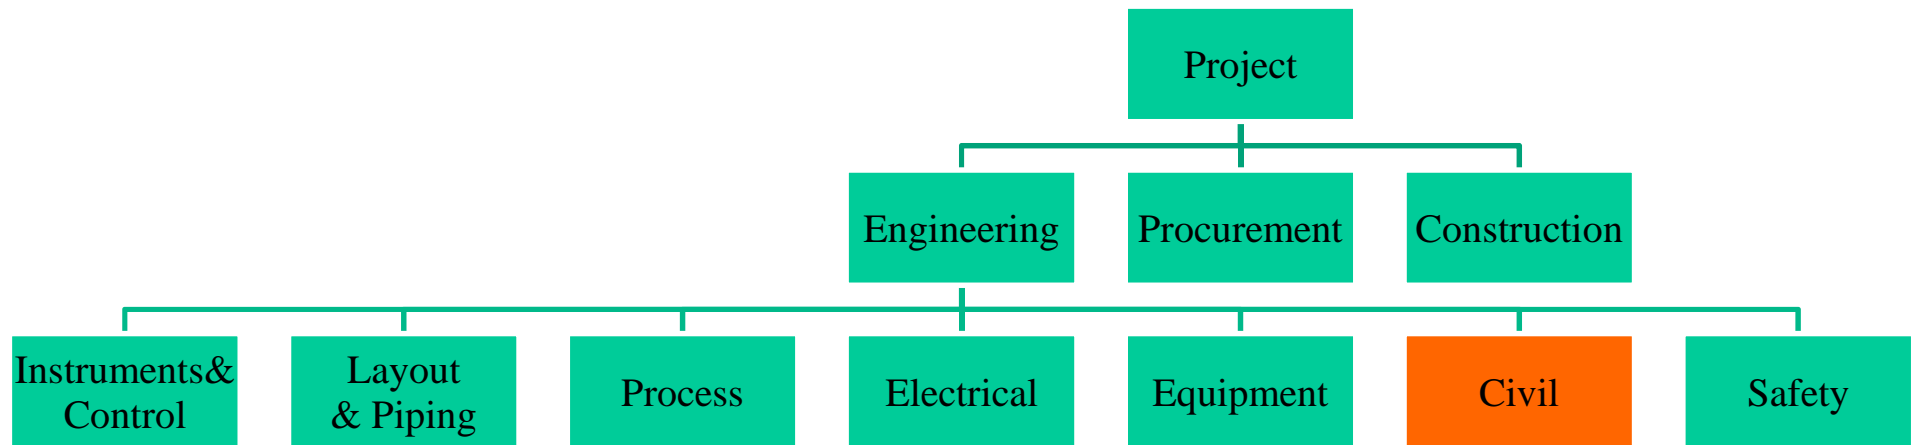 Project
Engineering
Procurement
Construction
Instruments&
Control
Layout
& Piping
Process
Electrical
Equipment
Civil
Safety